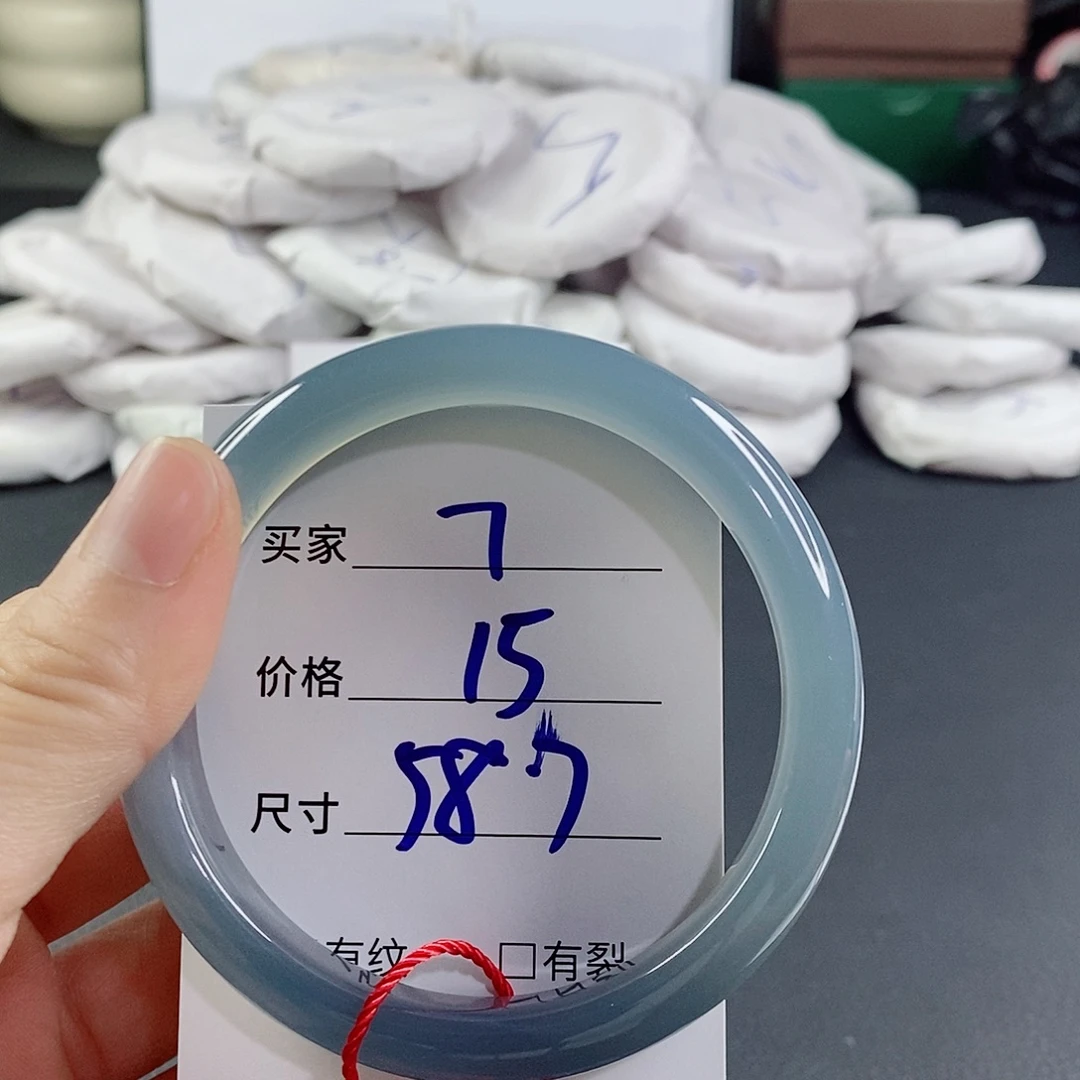 买家 7
价格 15
尺寸 58.7
有纹 □有裂